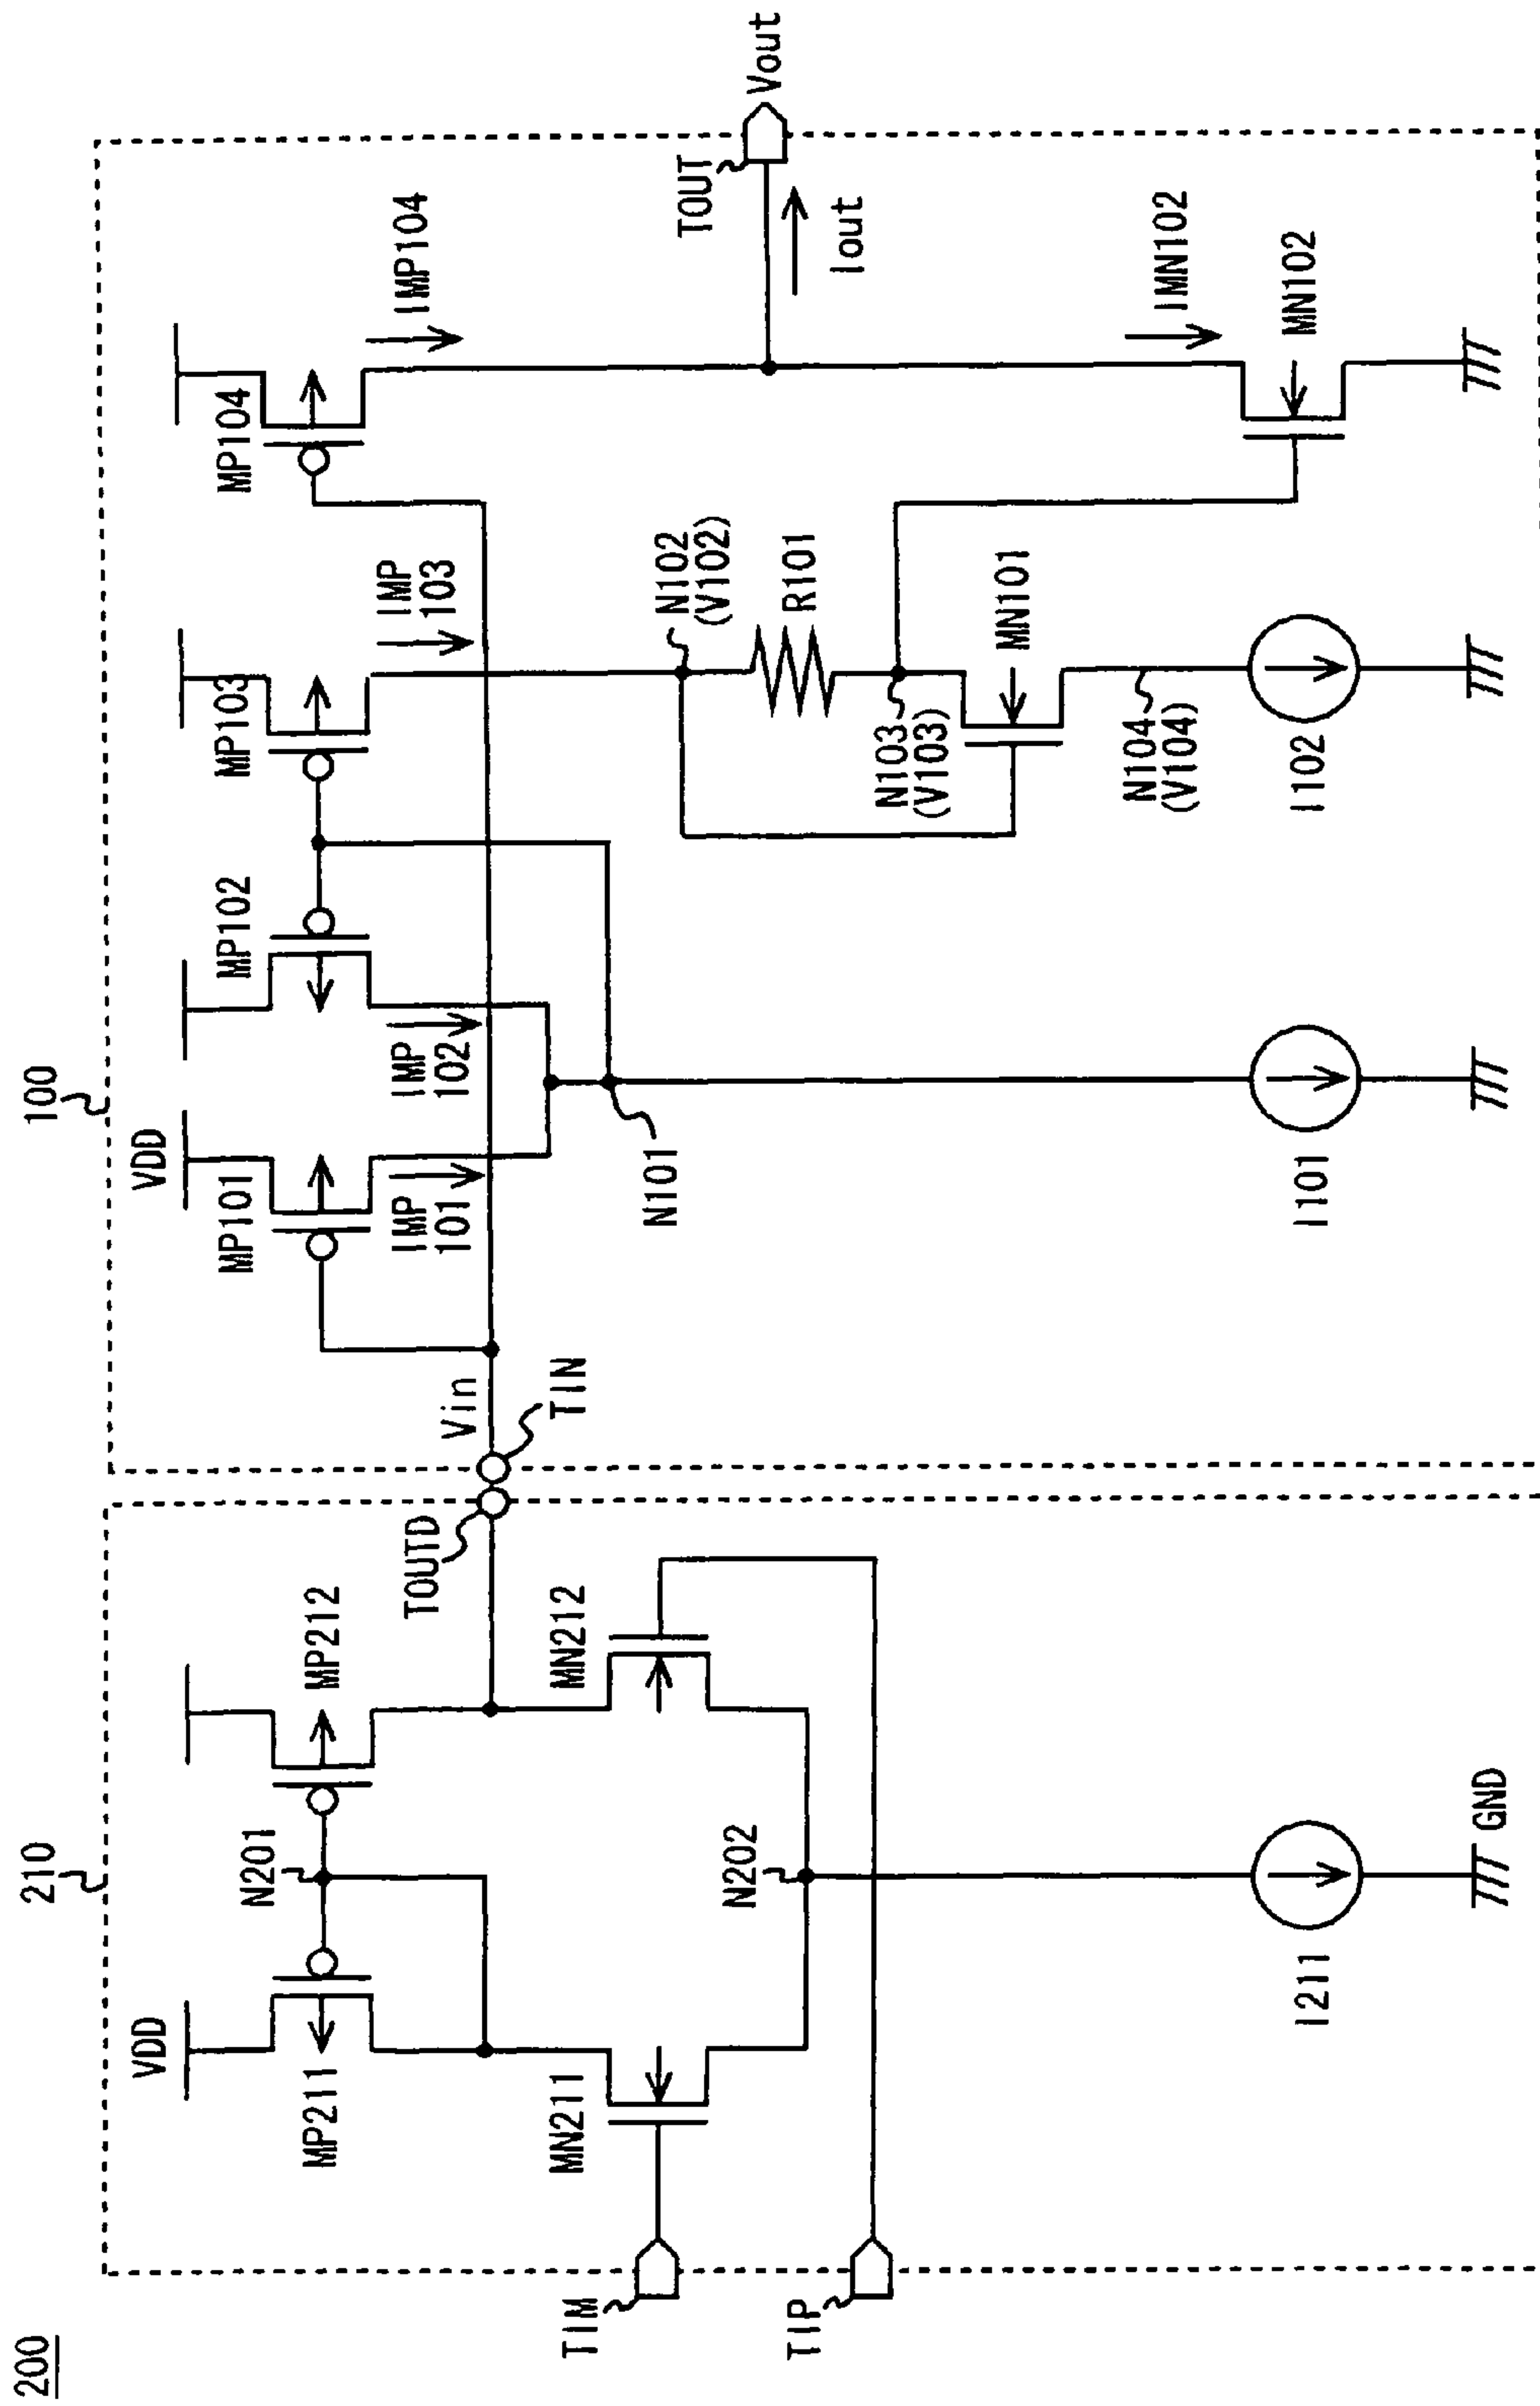 200
210
100
VDD
MP211
N201
MP212
TOUTD
TIM
MN211
MN212
TIP
N202
I211
GND
Vin
TIN
VDD
MP101
MP102
MP103
MP104
IMP
101
IMP
102
IMP
103
IMP104
N101
N102
(V102)
R101
N103
(V103)
MN101
N104
(V104)
I101
I102
TOUT
Vout
Iout
IMN102
MN102